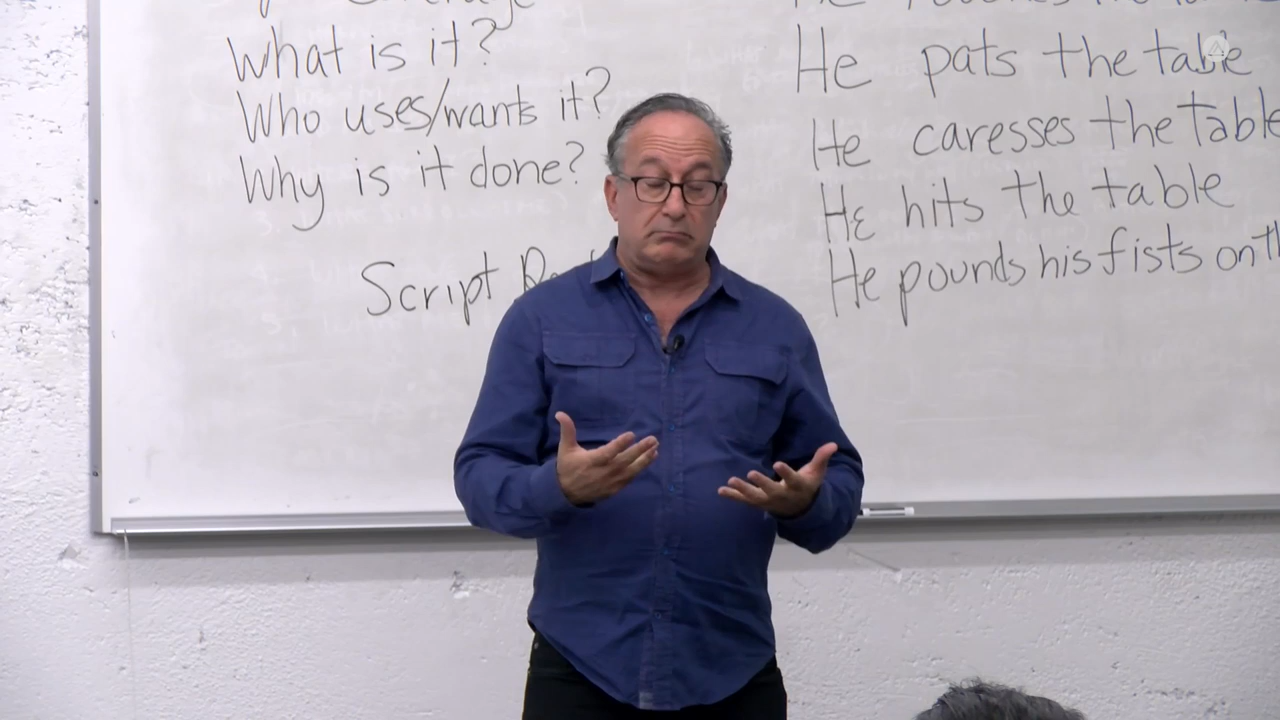 What is it?
Who uses/wants it?
Why is it done?
Script
He pats the table
He caresses the table
He hits the table
He pounds his fists on